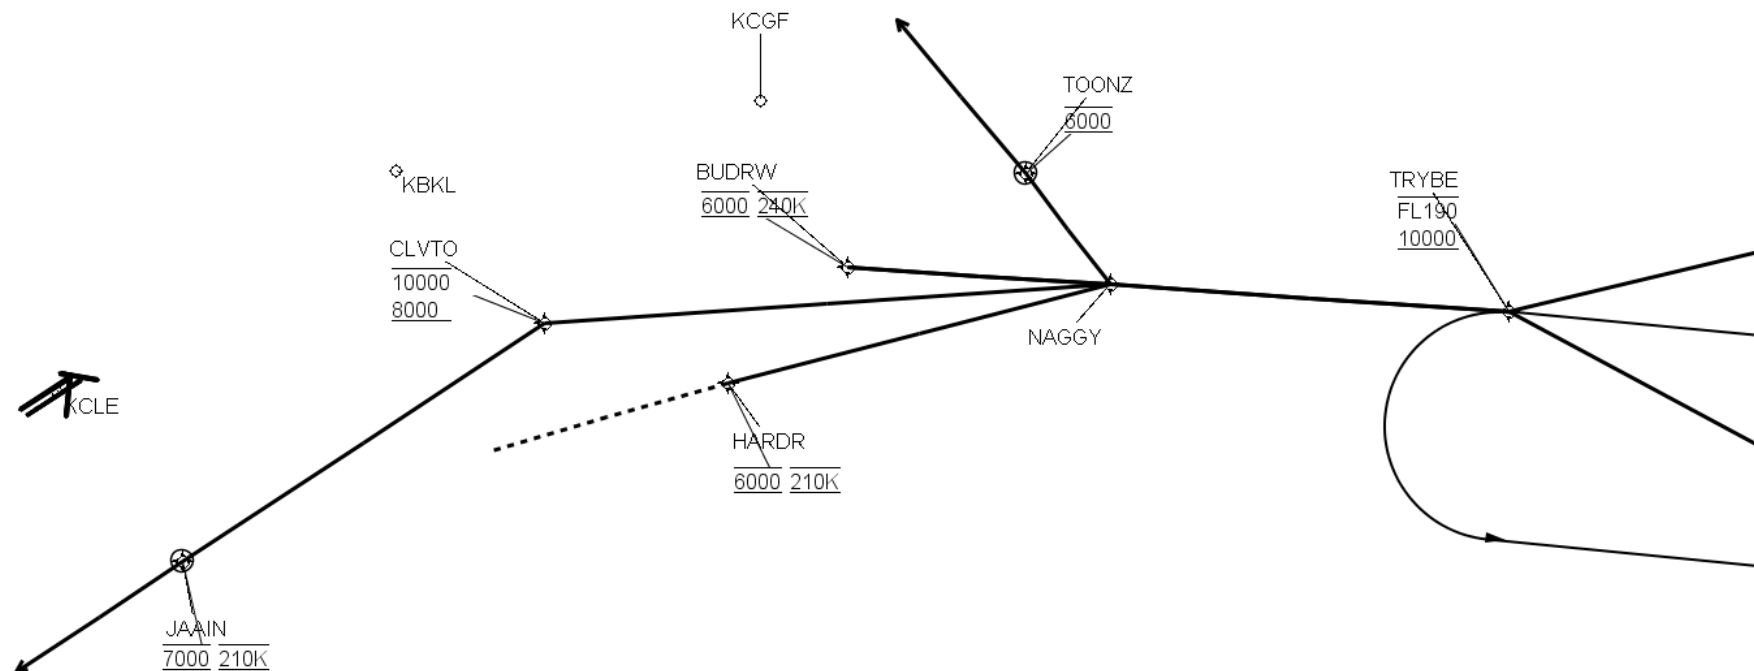 KCGF
TOONZ
6000
BUDRW
6000 240K
KBKL
TRYBE
FL190
10000
CLVTO
10000
8000
NAGGY
KCLE
HARDR
6000 210K
JAAIN
7000 210K